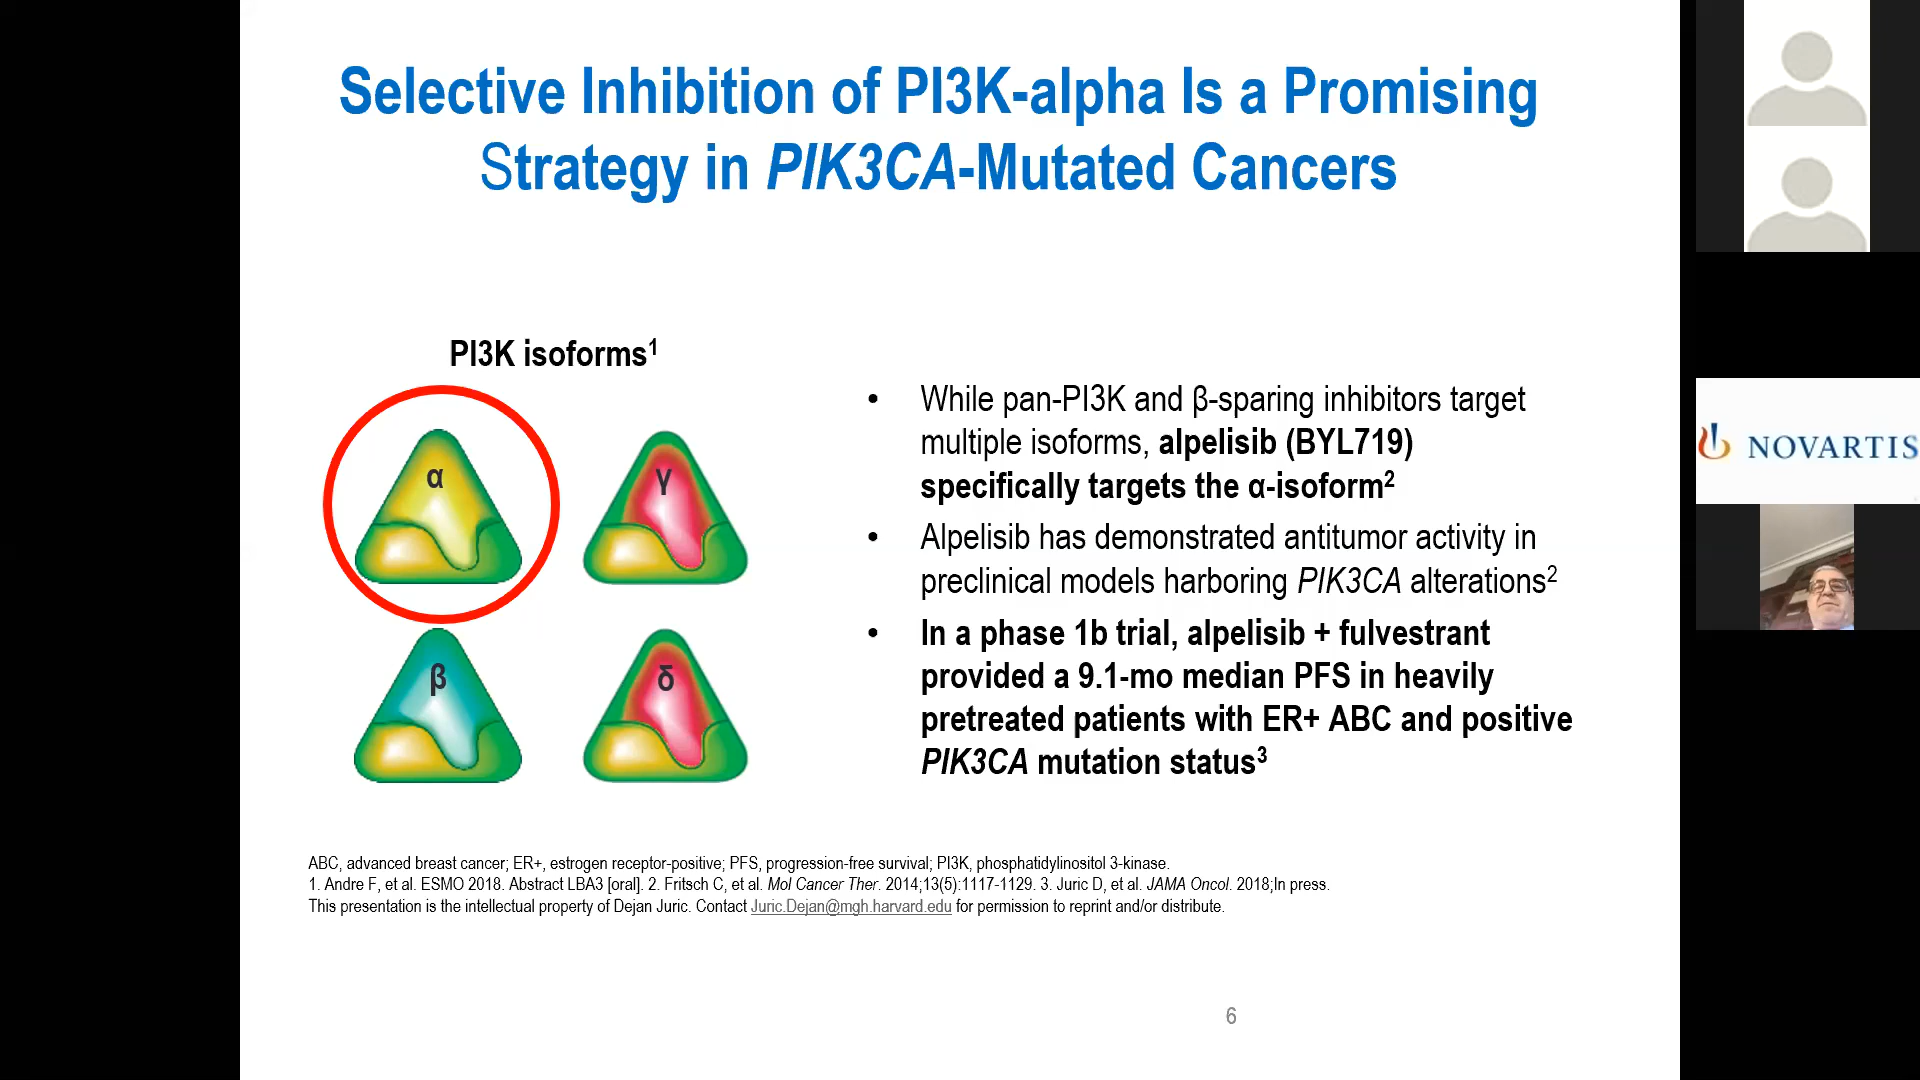 Selective Inhibition of PI3K-alpha Is a Promising
Strategy in PIK3CA-Mutated Cancers
PI3K isoforms¹
α
γ
β
δ
• While pan-PI3K and β-sparing inhibitors target
multiple isoforms, alpelisib (BYL719)
specifically targets the α-isoform²
• Alpelisib has demonstrated antitumor activity in
preclinical models harboring PIK3CA alterations²
• In a phase 1b trial, alpelisib + fulvestrant
provided a 9.1-mo median PFS in heavily
pretreated patients with ER+ ABC and positive
PIK3CA mutation status³
ABC, advanced breast cancer; ER+, estrogen receptor-positive; PFS, progression-free survival; PI3K, phosphatidylinositol 3-kinase.
1. Andre F, et al. ESMO 2018. Abstract LBA3 [oral]. 2. Fritsch C, et al. Mol Cancer Ther. 2014;13(5):1117-1129. 3. Juric D, et al. JAMA Oncol. 2018;In press.
This presentation is the intellectual property of Dejan Juric. Contact Juric.Dejan@mgh.harvard.edu for permission to reprint and/or distribute.
6
NOVARTIS